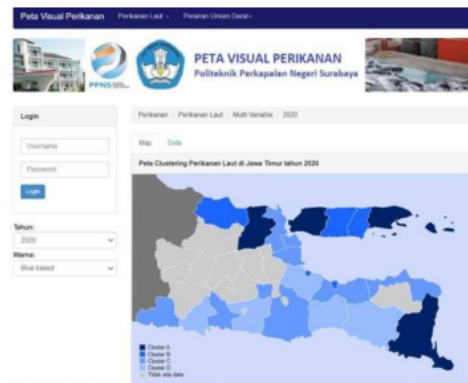 Peta Visual Perikanan Perikanan Laut Perairan Umum Darat
PPNS
PETA VISUAL PERIKANAN
Politeknik Perkapalan Negeri Surabaya
Login
Username
Password
Login
Tahun:
2020
Warna:
Blue based
Perikanan / Perikanan Laut / Multi Variable / 2020
Map Data
Peta Clustering Perikanan Laut di Jawa Timur tahun 2020
Cluster A
Cluster B
Cluster C
Cluster D
Tidak ada data